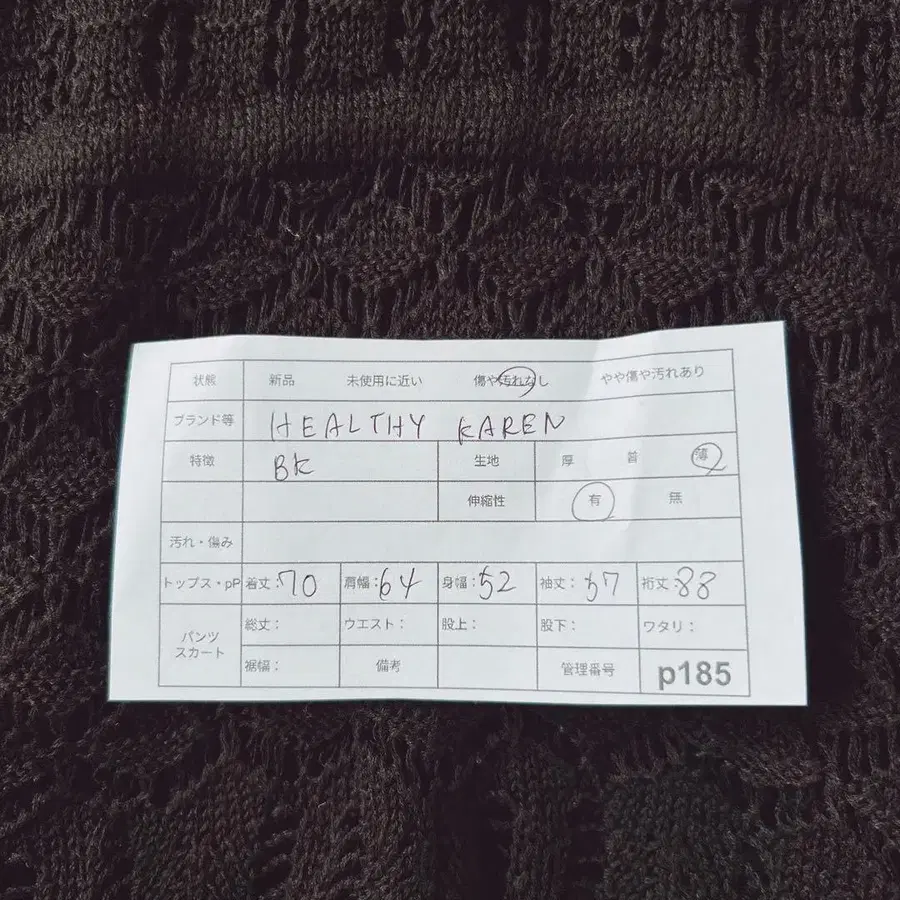 状態 新品 未使用に近い 傷や汚れなし やや傷や汚れあり
ブランド等 HEALTHY KAREN
特徴 BK 生地 厚 普 薄
伸縮性 有 無
汚れ・傷み
トップス・pP 着丈:70 肩幅:64 身幅:52 袖丈:57 裄丈:88
パンツ スカート 総丈: ウエスト: 股上: 股下: ワタリ:
裾幅: 備考 管理番号 p185